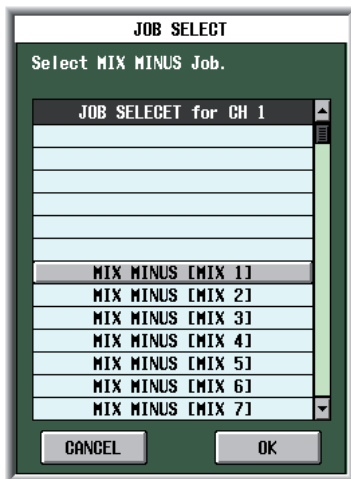 JOB SELECT
Select MIX MINUS Job.
JOB SELECET for CH 1
MIX MINUS [MIX 1]
MIX MINUS [MIX 2]
MIX MINUS [MIX 3]
MIX MINUS [MIX 4]
MIX MINUS [MIX 5]
MIX MINUS [MIX 6]
MIX MINUS [MIX 7]
CANCEL OK